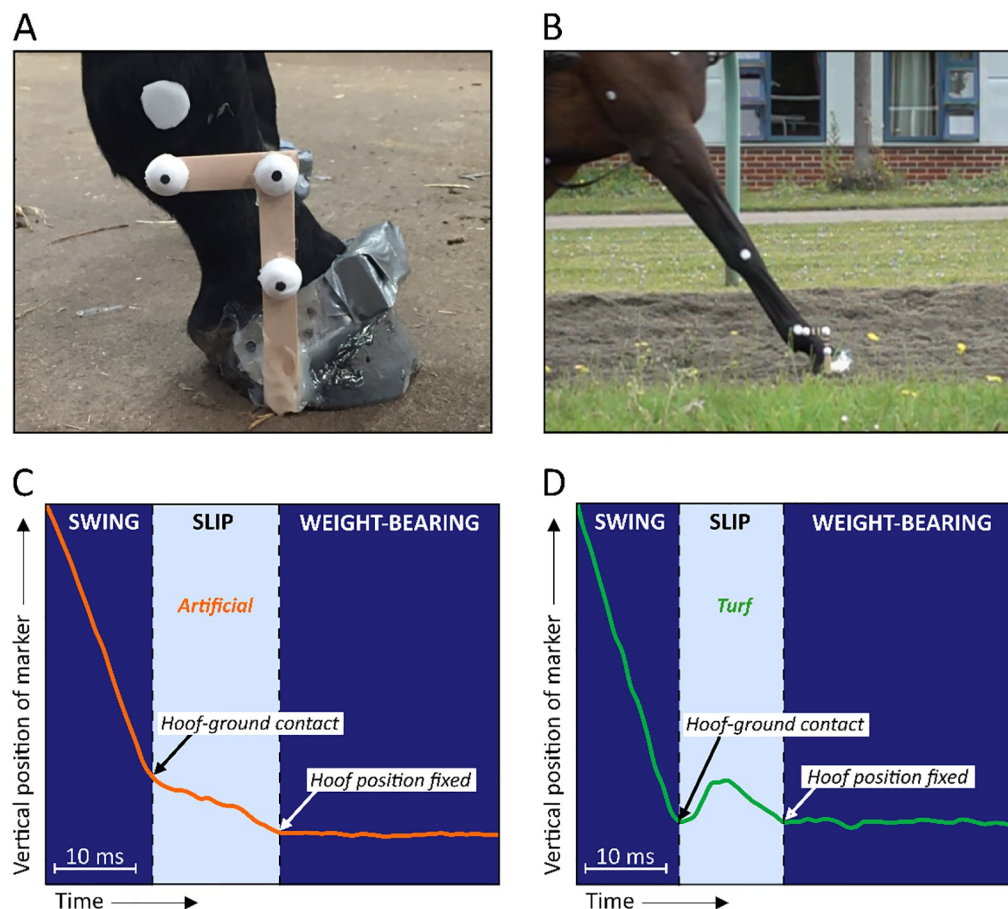 A
B
C
SWING
SLIP
WEIGHT-BEARING
Artificial
Hoof-ground contact
Hoof position fixed
Vertical position of marker
10 ms
Time
D
SWING
SLIP
WEIGHT-BEARING
Turf
Hoof-ground contact
Hoof position fixed
Vertical position of marker
10 ms
Time